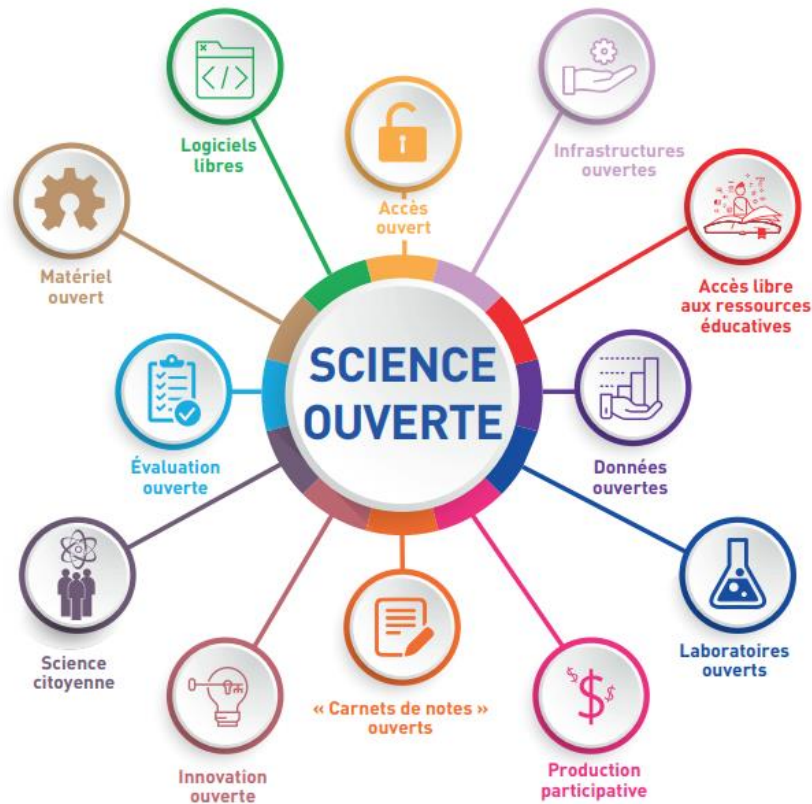 Logiciels
libres
Accès
ouvert
Infrastructures
ouvertes
Matériel
ouvert
Accès libre
aux ressources
éducatives
SCIENCE
OUVERTE
Évaluation
ouverte
Données
ouvertes
Science
citoyenne
Laboratoires
ouverts
« Carnets de notes »
ouverts
Innovation
ouverte
Production
participative